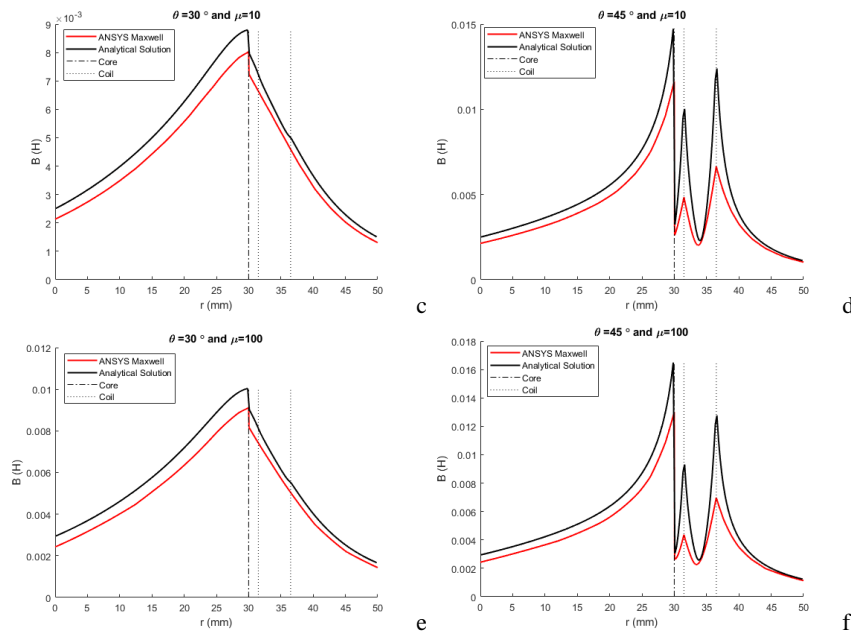 θ=30 ° and μ=10
×10⁻³
9
8
7
6
5
4
3
2
1
0
B (H)
0 5 10 15 20 25 30 35 40 45 50
r (mm)
ANSYS Maxwell
Analytical Solution
Core
Coil
c
θ=45 ° and μ=10
0.015
0.010
0.005
0
B (H)
0 5 10 15 20 25 30 35 40 45 50
r (mm)
ANSYS Maxwell
Analytical Solution
Core
Coil
d
θ=30 ° and μ=100
0.012
0.01
0.008
0.006
0.004
0.002
0
B (H)
0 5 10 15 20 25 30 35 40 45 50
r (mm)
ANSYS Maxwell
Analytical Solution
Core
Coil
e
θ=45 ° and μ=100
0.018
0.016
0.014
0.012
0.01
0.008
0.006
0.004
0.002
0
B (H)
0 5 10 15 20 25 30 35 40 45 50
r (mm)
ANSYS Maxwell
Analytical Solution
Core
Coil
f